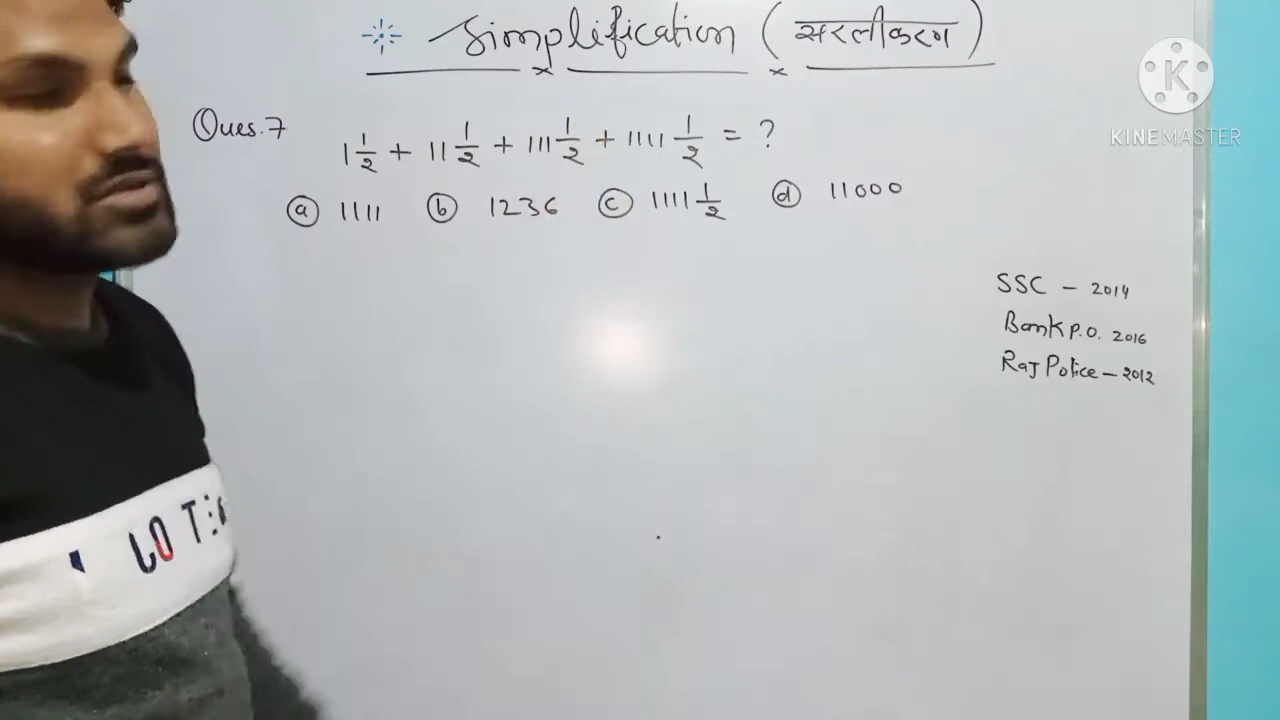 Simplification (सरलीकरण)
Ques.7
1 1/2 + 11 1/2 + 111 1/2 + 1111 1/2 = ?
ⓐ 1111 ⓑ 1236 ⓒ 1111 1/2 ⓓ 11000
SSC - 2014
Bank P.O. 2016
Raj Police - 2012
KINEMASTER